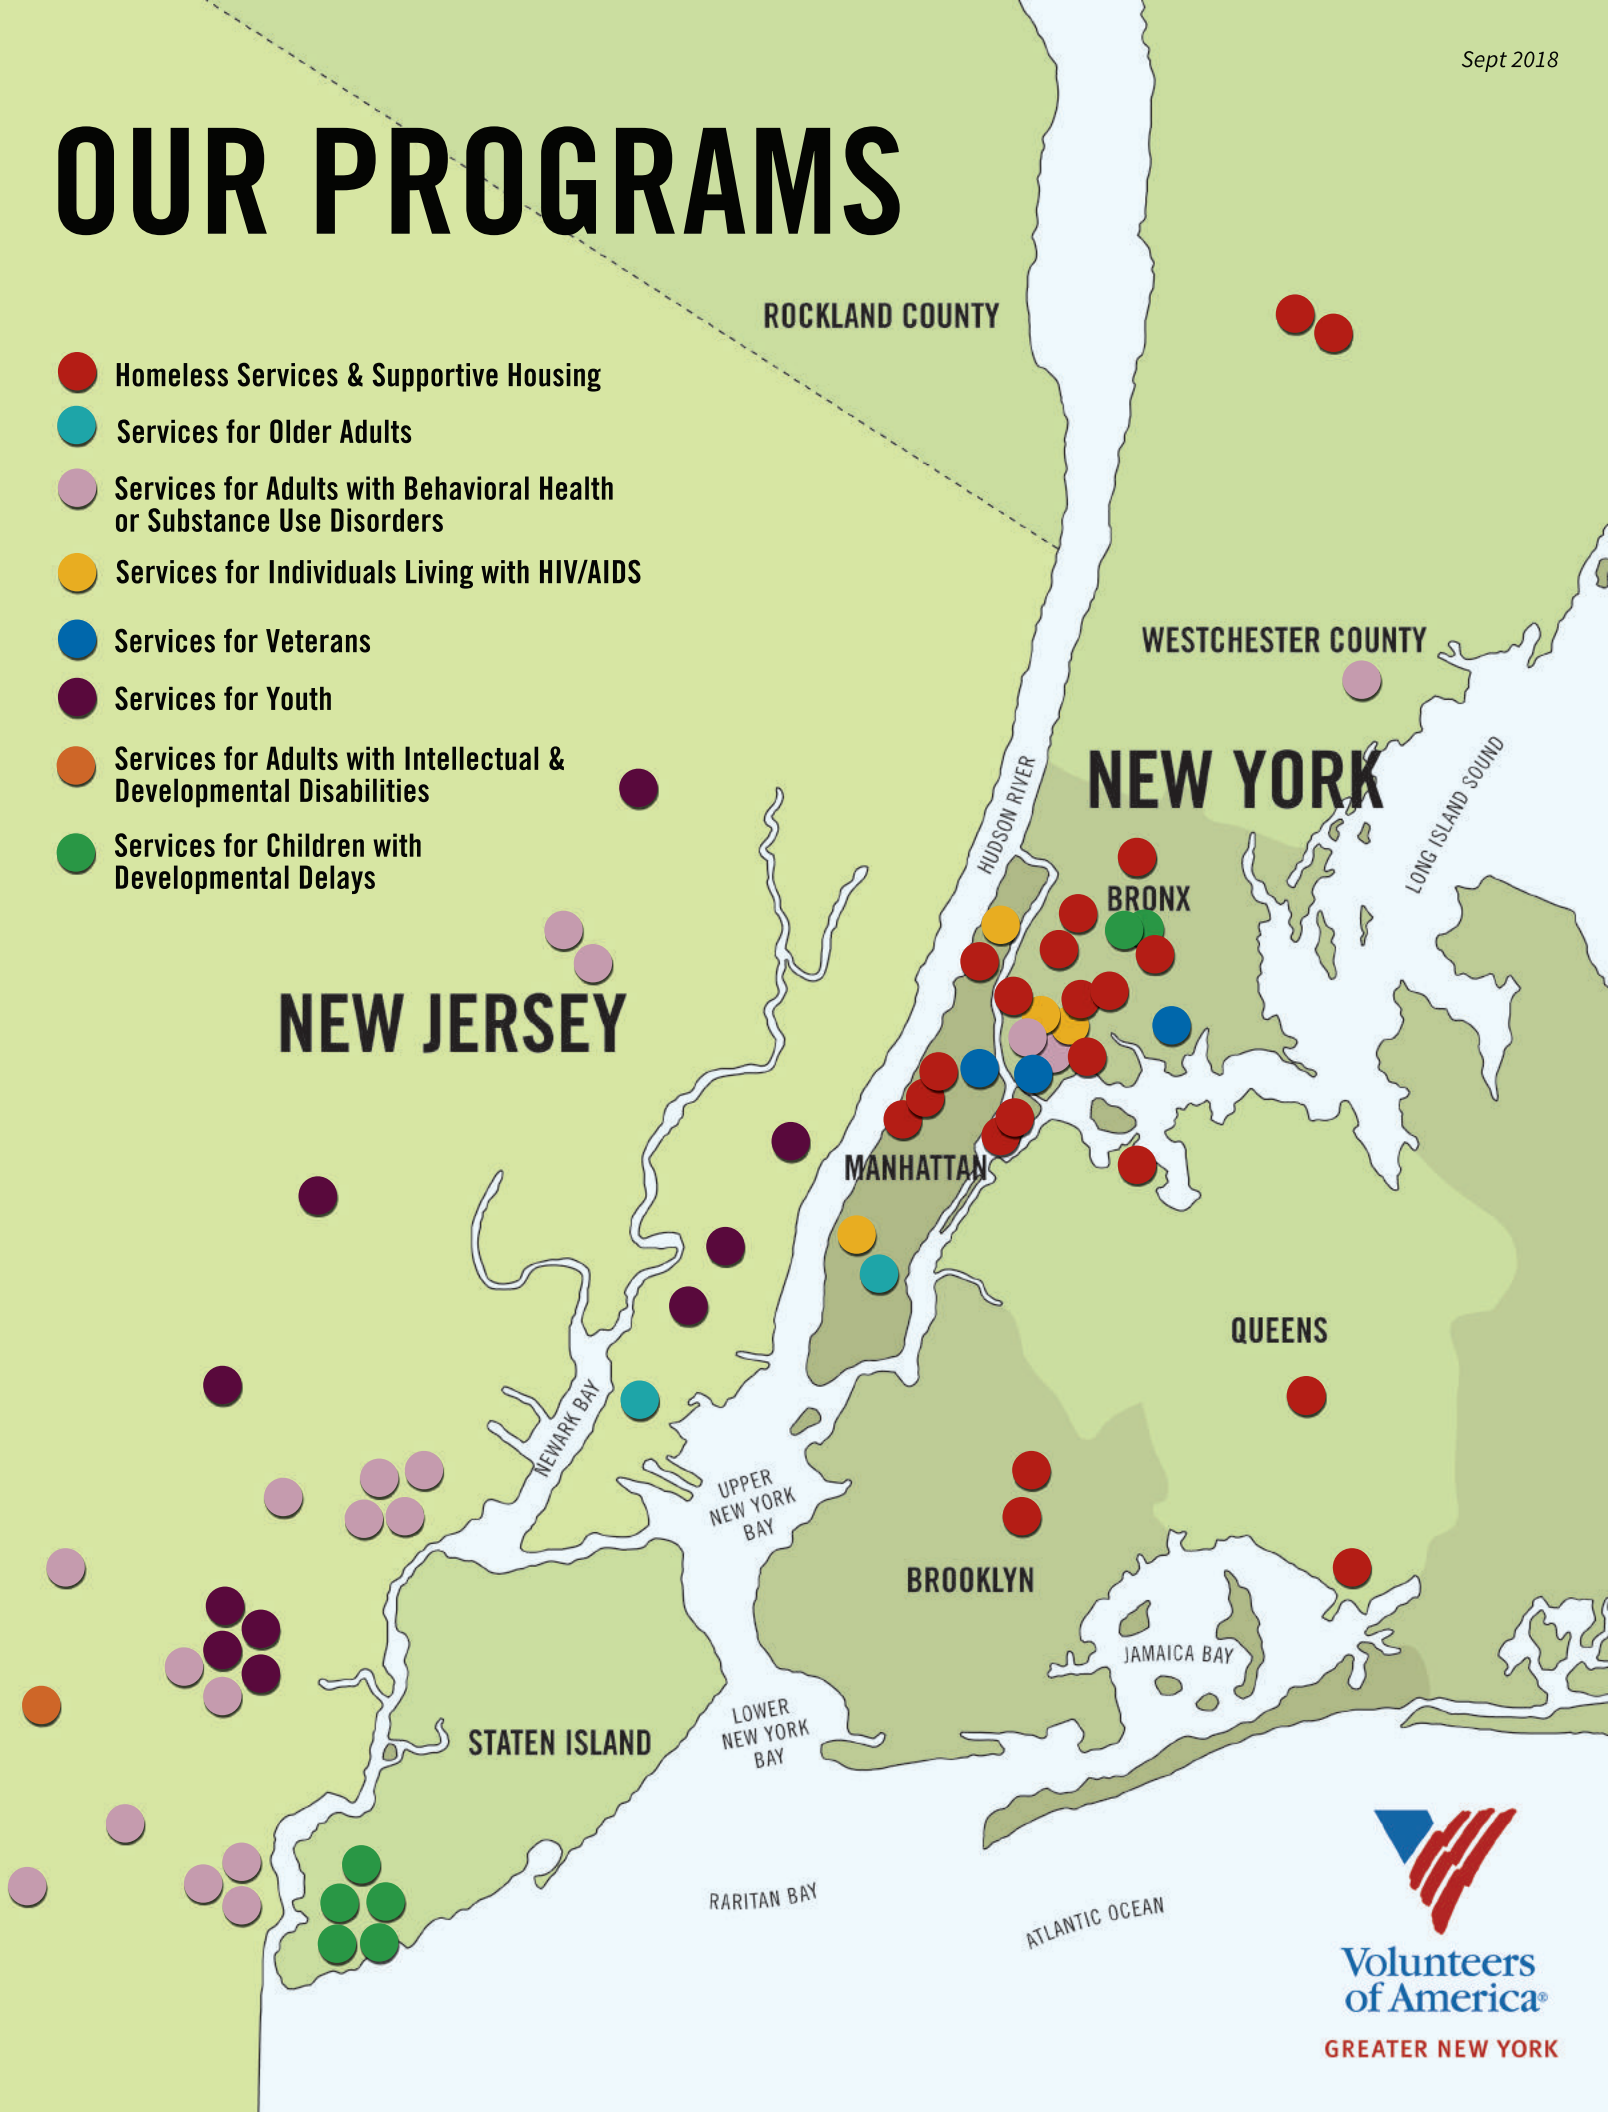 Sept 2018
OUR PROGRAMS
ROCKLAND COUNTY
Homeless Services & Supportive Housing
Services for Older Adults
Services for Adults with Behavioral Health
or Substance Use Disorders
Services for Individuals Living with HIV/AIDS
Services for Veterans
Services for Youth
Services for Adults with Intellectual &
Developmental Disabilities
Services for Children with
Developmental Delays
WESTCHESTER COUNTY
NEW YORK
HUDSON RIVER
LONG ISLAND SOUND
BRONX
NEW JERSEY
MANHATTAN
QUEENS
NEWARK BAY
UPPER
NEW YORK
BAY
BROOKLYN
JAMAICA BAY
STATEN ISLAND
LOWER
NEW YORK
BAY
RARITAN BAY
ATLANTIC OCEAN
Volunteers
of America®
GREATER NEW YORK